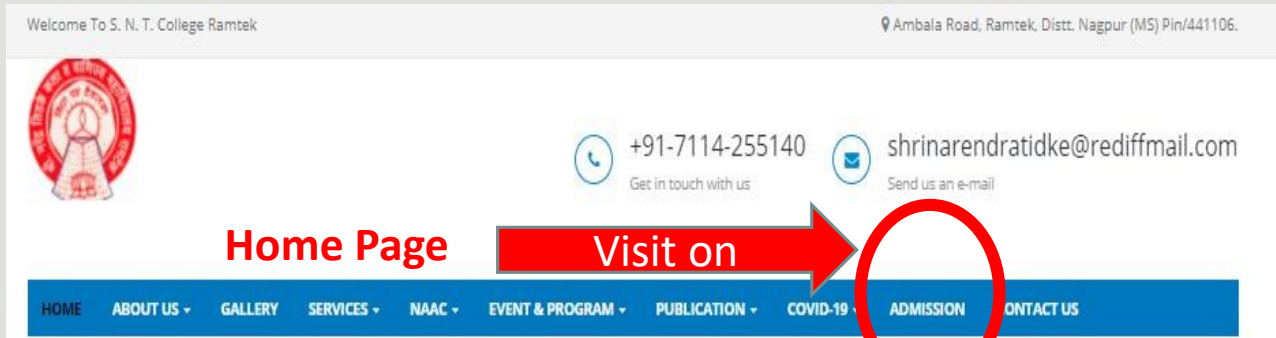 Welcome To S. N. T. College Ramtek
Ambala Road, Ramtek, Distt. Nagpur (MS) Pin/441106.
+91-7114-255140
Get in touch with us
shrinarendratidke@rediffmail.com
Send us an e-mail
Home Page
Visit on
HOME ABOUT US GALLERY SERVICES NAAC EVENT & PROGRAM PUBLICATION COVID-19 ADMISSION ONTACT US